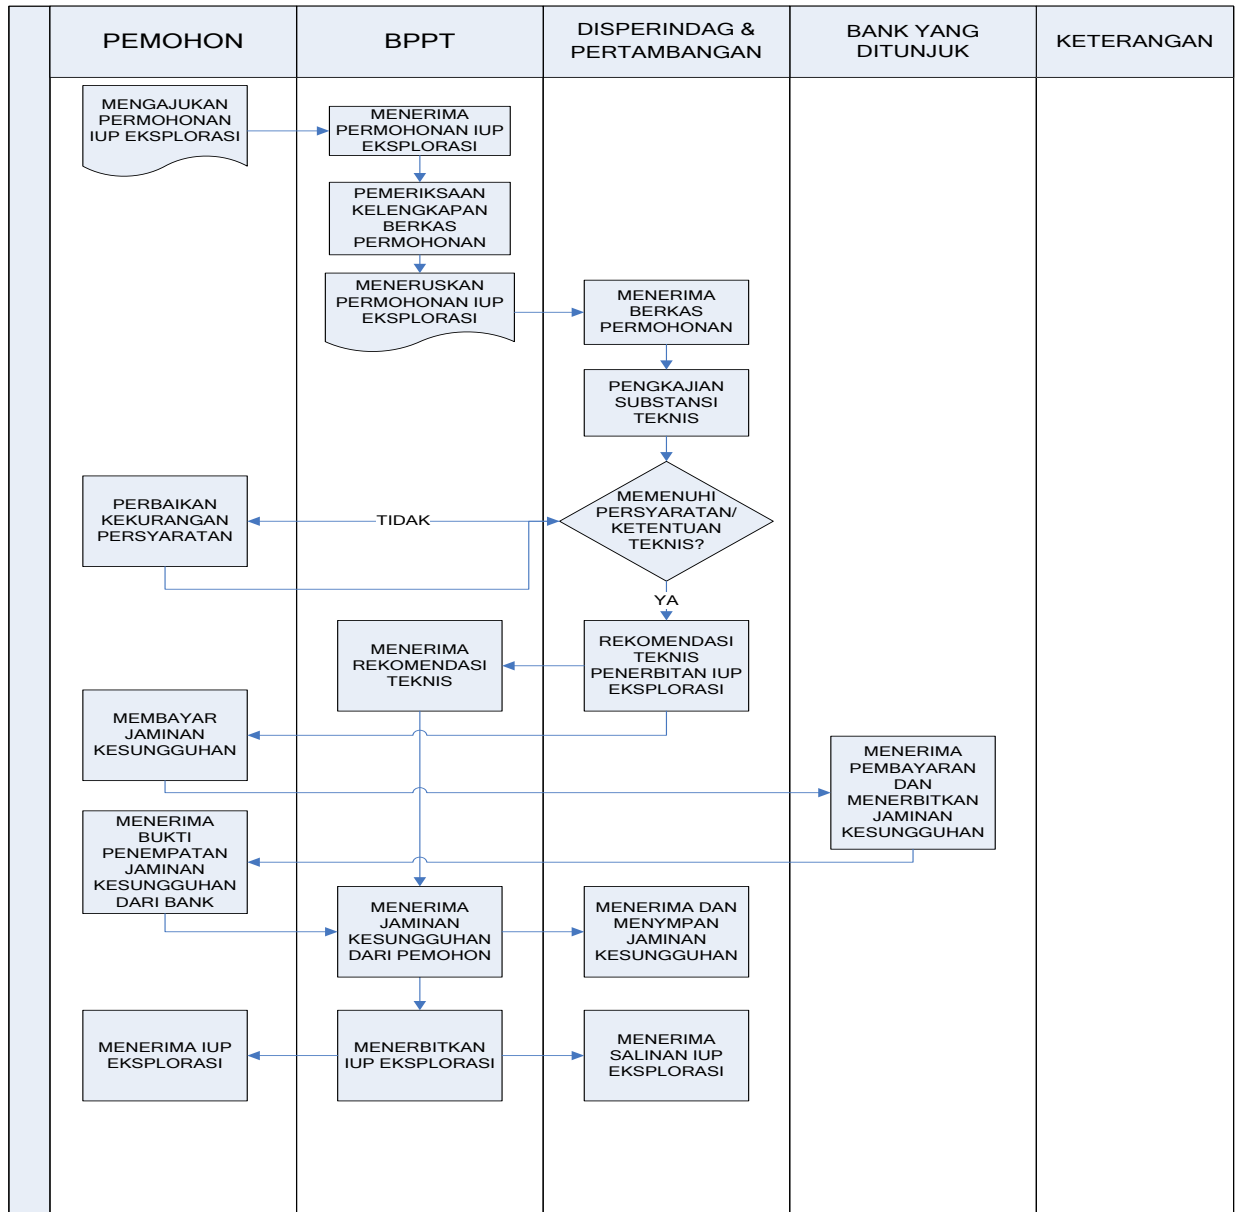 PEMOHON
BPPT
DISPERINDAG &
PERTAMBANGAN
BANK YANG
DITUNJUK
KETERANGAN
MENGAJUKAN
PERMOHONAN
IUP EKSPLORASI
MENERIMA
PERMOHONAN IUP
EKSPLORASI
PEMERIKSAAN
KELENGKAPAN
BERKAS
PERMOHONAN
MENERUSKAN
PERMOHONAN IUP
EKSPLORASI
MENERIMA
BERKAS
PERMOHONAN
PENGKAJIAN
SUBSTANSI
TEKNIS
MEMENUHI
PERSYARATAN/
KETENTUAN
TEKNIS?
TIDAK
PERBAIKAN
KEKURANGAN
PERSYARATAN
YA
REKOMENDASI
TEKNIS
PENERBITAN IUP
EKSPLORASI
MENERIMA
REKOMENDASI
TEKNIS
MEMBAYAR
JAMINAN
KESUNGGUHAN
MENERIMA
PEMBAYARAN
DAN
MENERBITKAN
JAMINAN
KESUNGGUHAN
MENERIMA
BUKTI
PENEMPATAN
JAMINAN
KESUNGGUHAN
DARI BANK
MENERIMA
JAMINAN
KESUNGGUHAN
DARI PEMOHON
MENERIMA DAN
MENYMPAN
JAMINAN
KESUNGGUHAN
MENERIMA IUP
EKSPLORASI
MENERBITKAN
IUP EKSPLORASI
MENERIMA
SALINAN IUP
EKSPLORASI